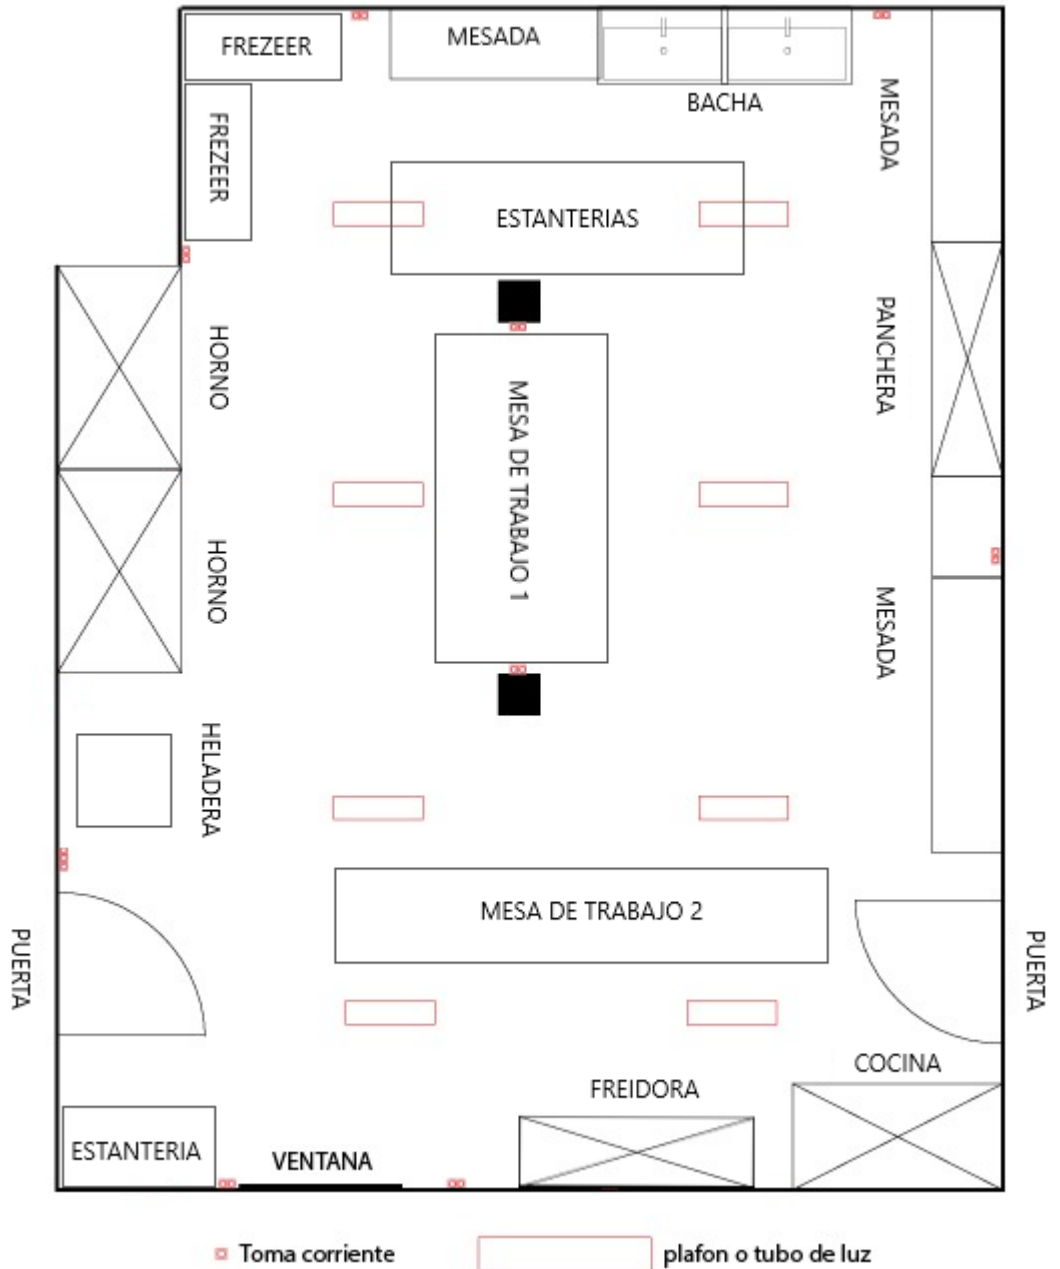 FREZEER
MESADA
BACHA
FREZEER
MESADA
ESTANTERIAS
HORNO
PANCHERA
MESA DE TRABAJO 1
HORNO
MESADA
HELADERA
MESA DE TRABAJO 2
PUERTA
PUERTA
COCINA
FREIDORA
ESTANTERIA
VENTANA
Toma corriente
plafon o tubo de luz